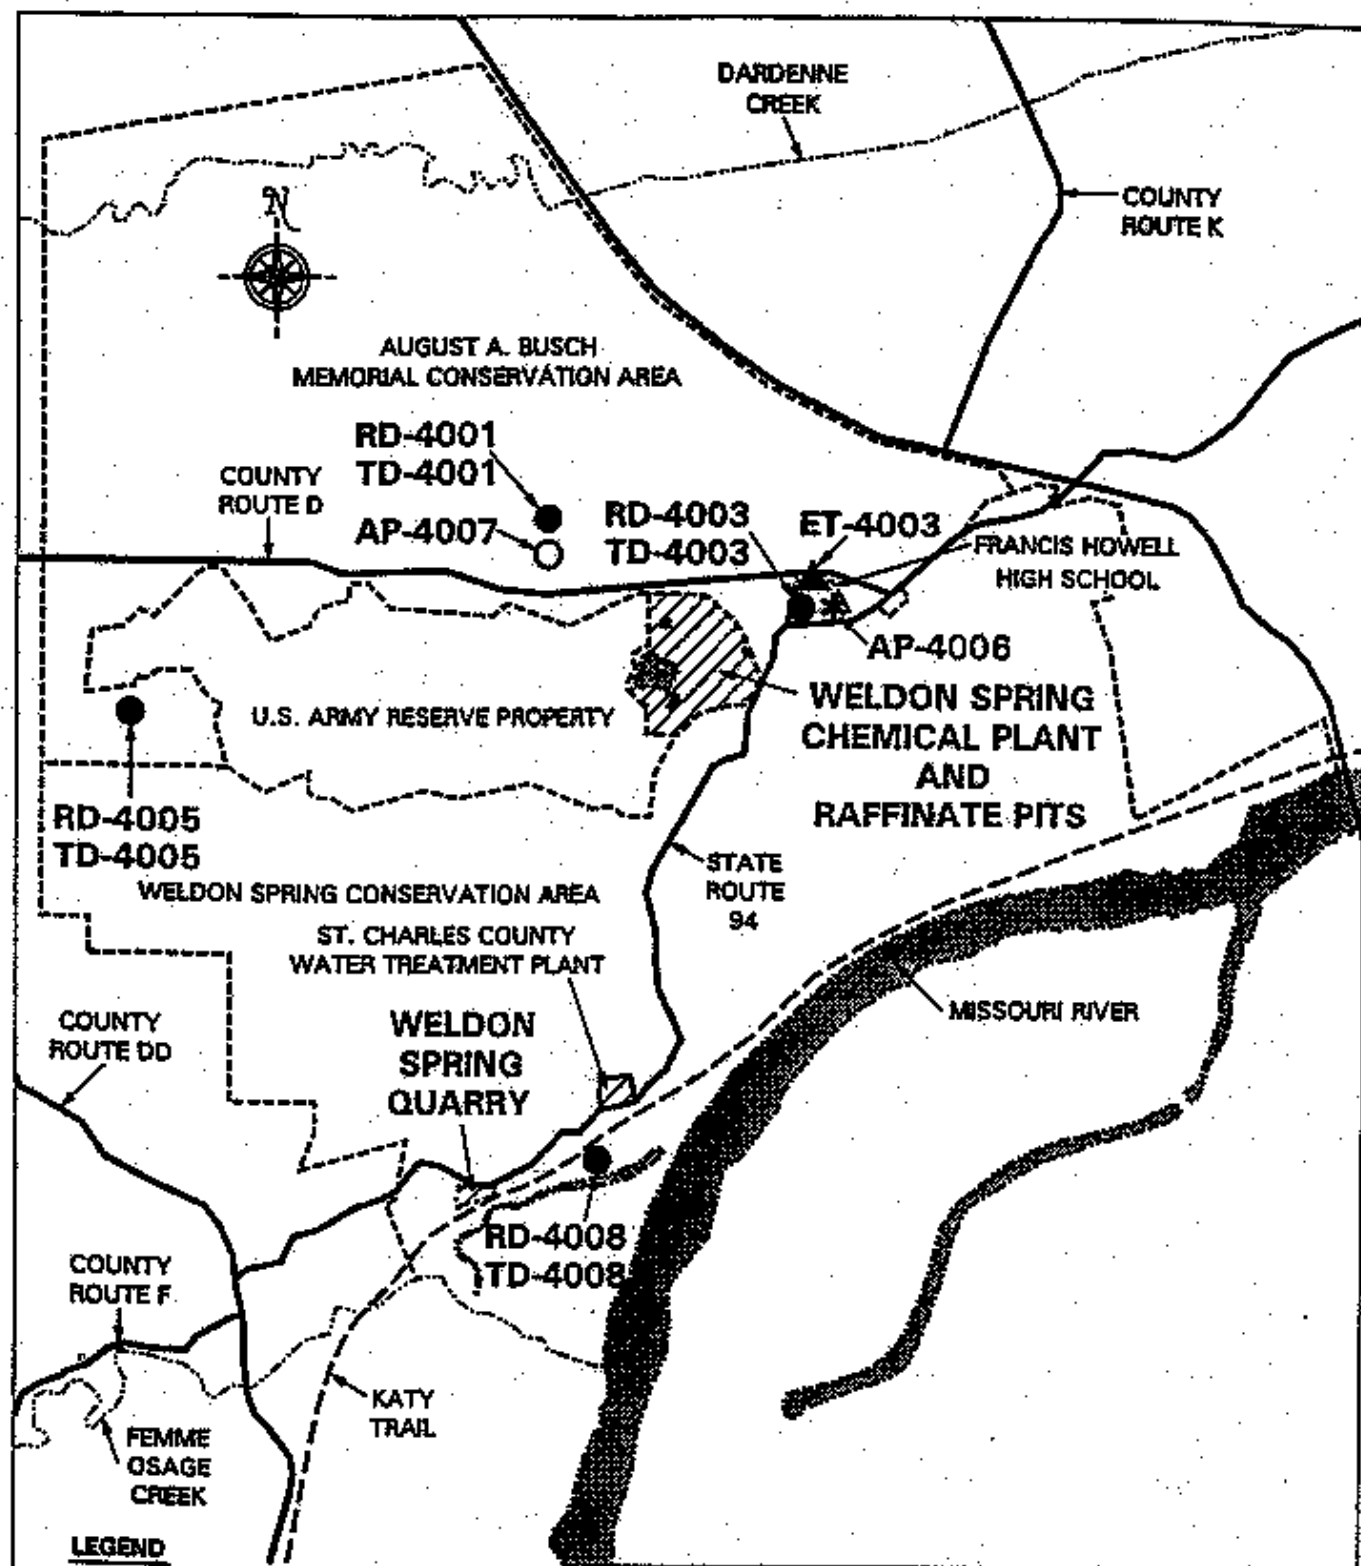 DARDENNE
CREEK
N
COUNTY
ROUTE K
AUGUST A. BUSCH
MEMORIAL CONSERVATION AREA
RD-4001
TD-4001
COUNTY
ROUTE D
AP-4007
RD-4003
TD-4003
ET-4003
FRANCIS HOWELL
HIGH SCHOOL
AP-4006
WELDON SPRING
CHEMICAL PLANT
AND
RAFFINATE PITS
U.S. ARMY RESERVE PROPERTY
RD-4005
TD-4005
STATE
ROUTE
94
WELDON SPRING CONSERVATION AREA
ST. CHARLES COUNTY
WATER TREATMENT PLANT
MISSOURI RIVER
COUNTY
ROUTE DD
WELDON
SPRING
QUARRY
RD-4008
TD-4008
COUNTY
ROUTE F
KATY
TRAIL
FEMME
OSAGE
CREEK
LEGEND